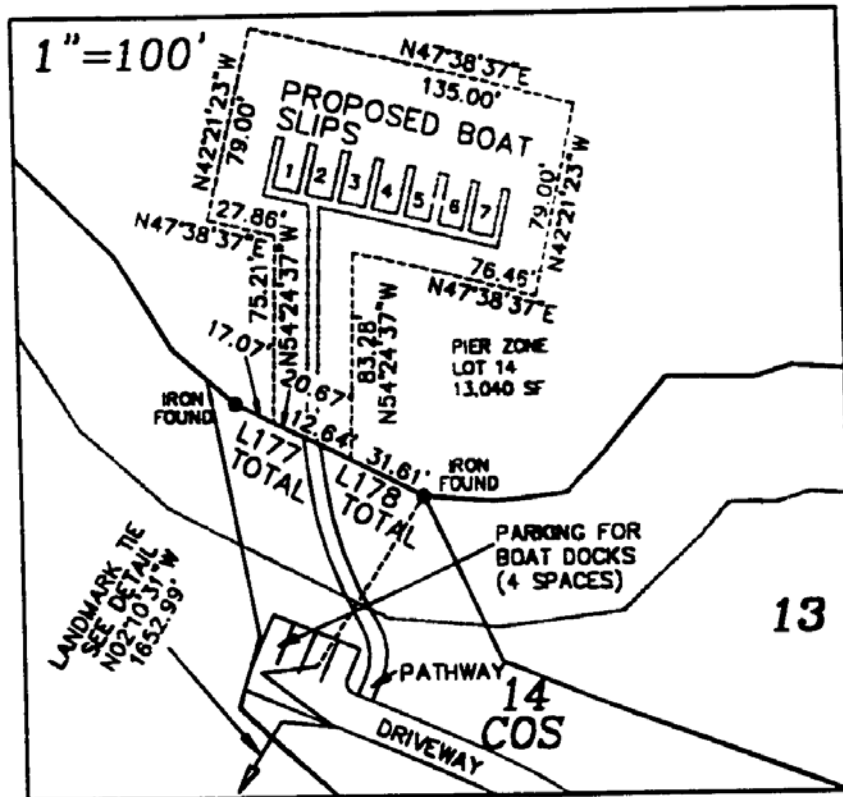 1"=100'
N47°38'37"E
135.00'
N42°21'23"W
79.00'
PROPOSED BOAT
SLIPS
1 2 3 4 5 6 7
79.00'
N42°21'23"W
27.86'
N47°38'37"E
75.21'
N54°24'37"W
76.46'
N47°38'37"E
83.28'
N54°24'37"W
PIER ZONE
LOT 14
13,040 SF
17.07'
20.67'
12.64'
31.61'
IRON
FOUND
L177
TOTAL
L178
TOTAL
IRON
FOUND
PARKING FOR
BOAT DOCKS
(4 SPACES)
LANDMARK TIE
SEE DETAIL
N02°10'31"W
1652.99'
13
PATHWAY
14
COS
DRIVEWAY